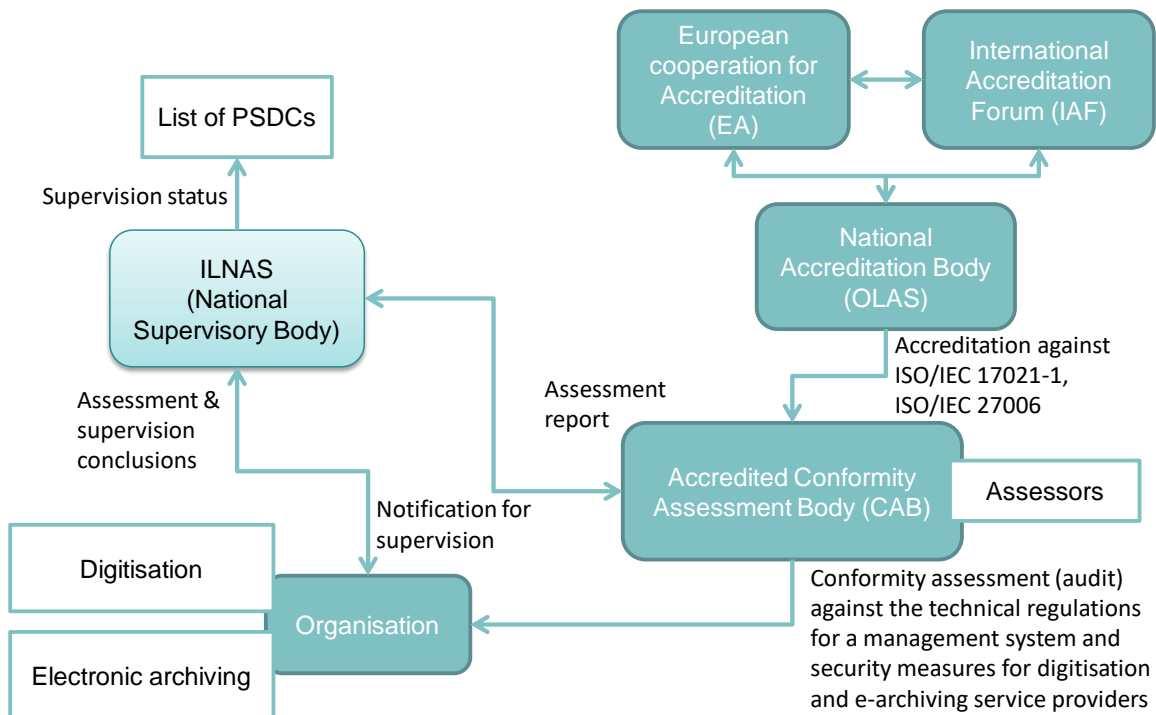 European
cooperation for
Accreditation
(EA)
International
Accreditation
Forum (IAF)
List of PSDCs
Supervision status
National
Accreditation Body
(OLAS)
ILNAS
(National
Supervisory Body)
Accreditation against
ISO/IEC 17021-1,
ISO/IEC 27006
Assessment &
supervision
conclusions
Assessment
report
Accredited Conformity
Assessment Body (CAB)
Assessors
Notification for
supervision
Digitisation
Organisation
Electronic archiving
Conformity assessment (audit)
against the technical regulations
for a management system and
security measures for digitisation
and e-archiving service providers